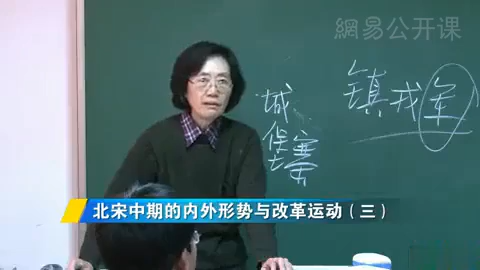 網易公开课
镇戎军
城
堡寨
北宋中期的内外形势与改革运动（三）